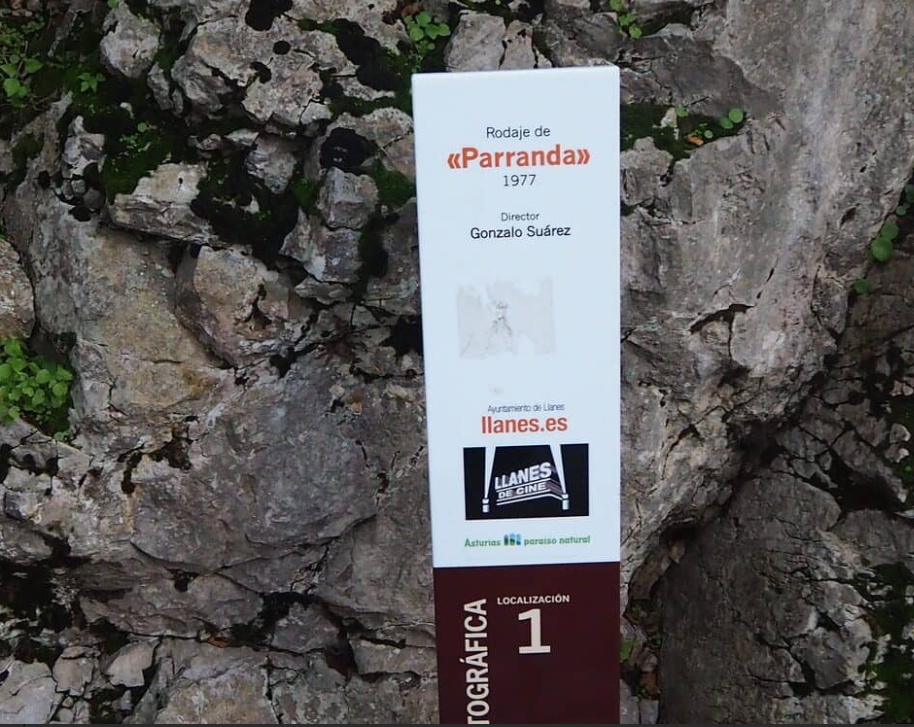 Rodaje de
«Parranda»
1977
Director
Gonzalo Suárez
Ayuntamiento de Llanes
llanes.es
LLANES
DE CINE
Asturias paraíso natural
LOCALIZACIÓN
1
TOGRÁFICA